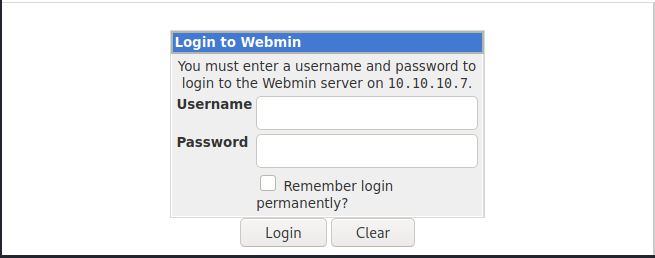 Login to Webmin
You must enter a username and password to
login to the Webmin server on 10.10.10.7.
Username
Password
Remember login
permanently?
Login Clear